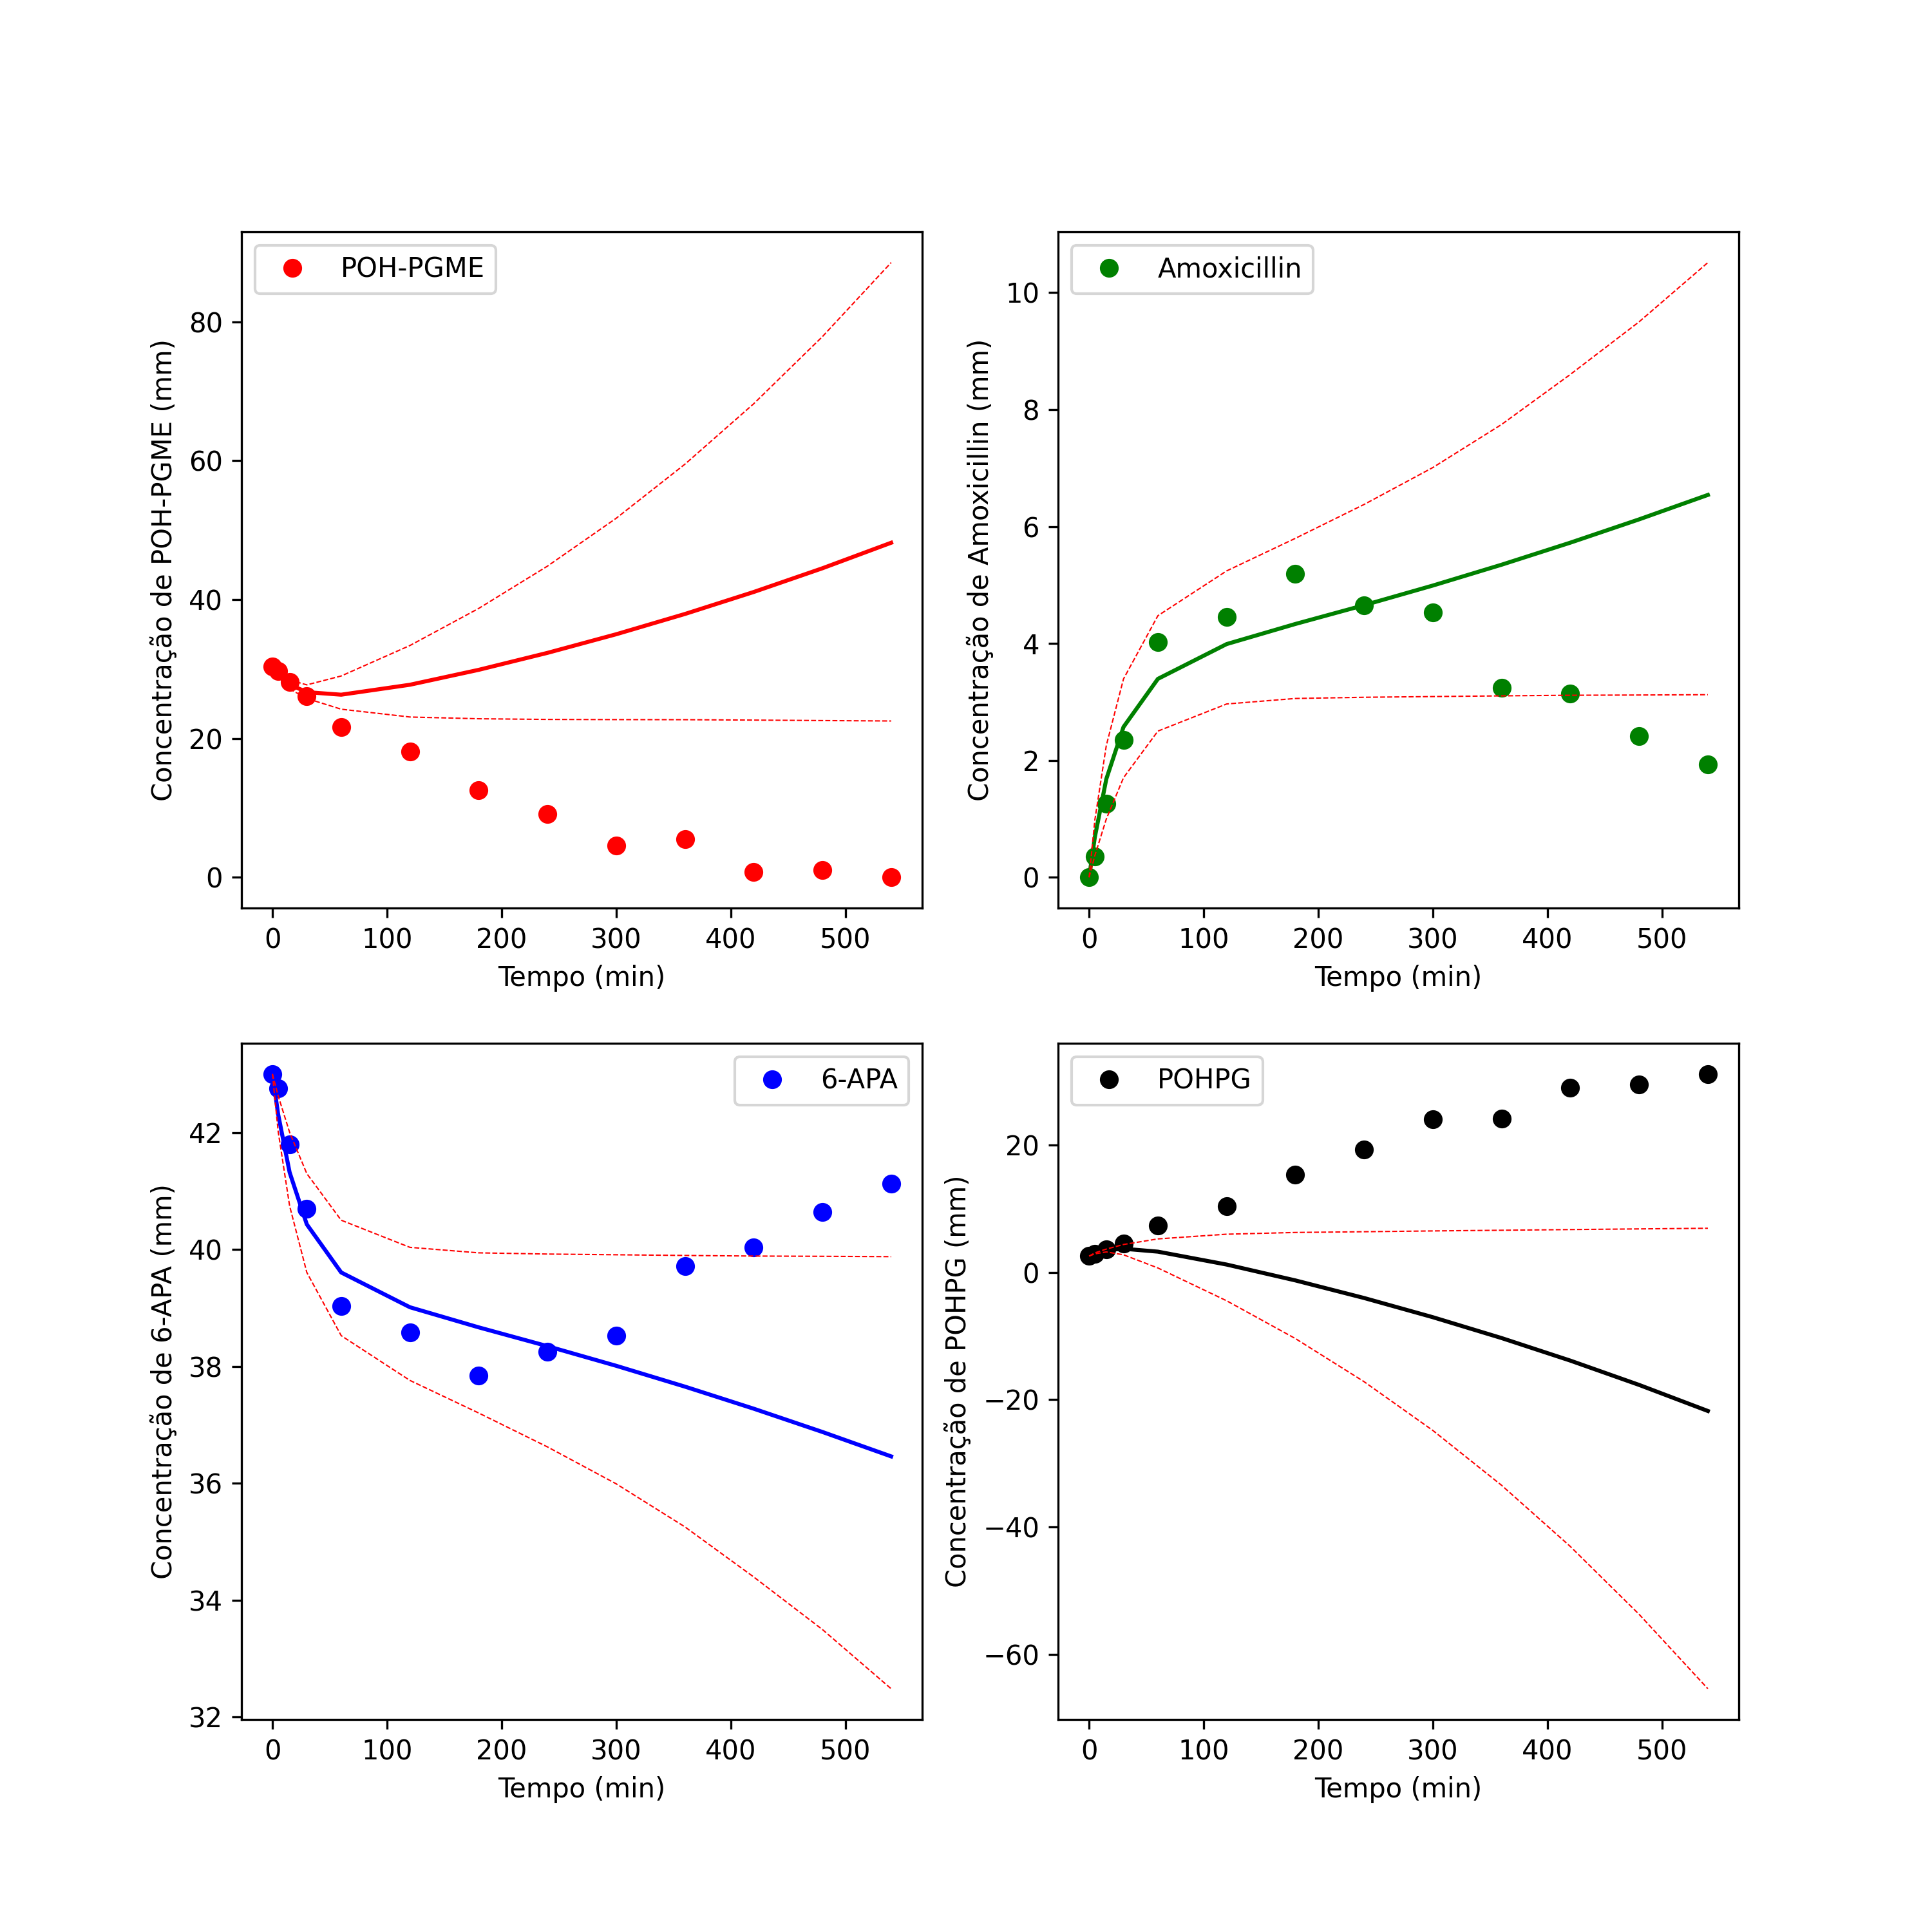 POH-PGME
Concentração de POH-PGME (mm)
80
60
40
20
0
0 100 200 300 400 500
Tempo (min)
Amoxicillin
Concentração de Amoxicillin (mm)
10
8
6
4
2
0
0 100 200 300 400 500
Tempo (min)
6-APA
Concentração de 6-APA (mm)
42
40
38
36
34
32
0 100 200 300 400 500
Tempo (min)
POHPG
Concentração de POHPG (mm)
20
0
−20
−40
−60
0 100 200 300 400 500
Tempo (min)